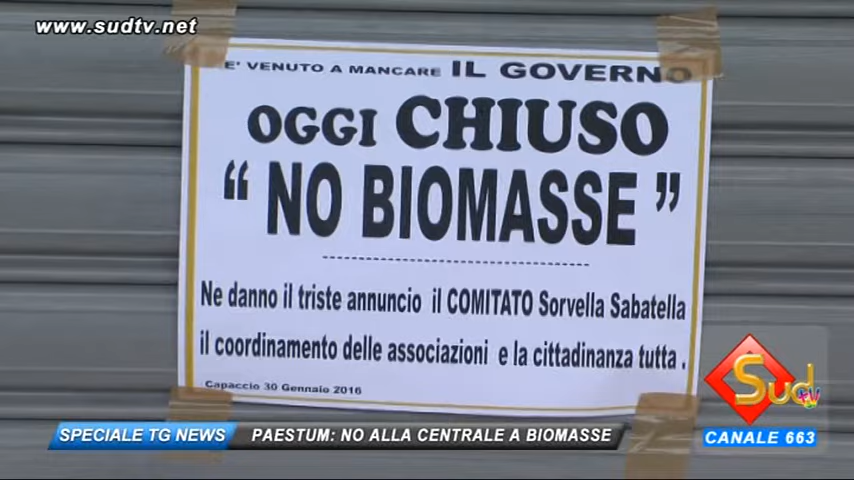 www.sudtv.net
E' VENUTO A MANCARE IL GOVERNO
OGGI CHIUSO
“ NO BIOMASSE ”
Ne danno il triste annuncio il COMITATO Sorvella Sabatella
il coordinamento delle associazioni e la cittadinanza tutta .
Capaccio 30 Gennaio 2016
Sud tv
CANALE 663
SPECIALE TG NEWS PAESTUM: NO ALLA CENTRALE A BIOMASSE